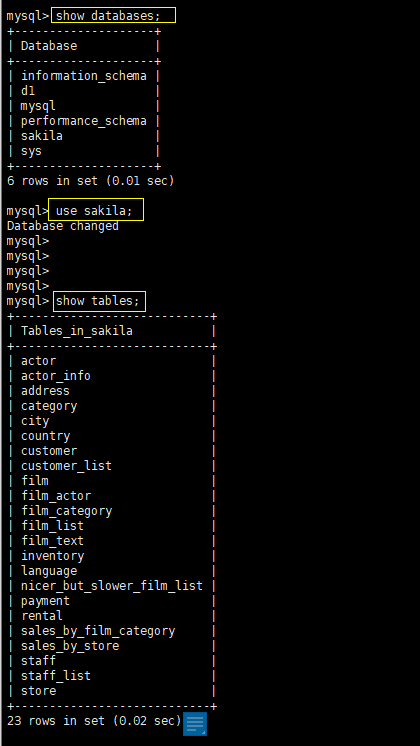 mysql> show databases;
+--------------------+
| Database           |
+--------------------+
| information_schema |
| d1                 |
| mysql              |
| performance_schema |
| sakila             |
| sys                |
+--------------------+
6 rows in set (0.01 sec)
mysql> use sakila;
Database changed
mysql>
mysql>
mysql>
mysql>
mysql> show tables;
+----------------------------+
| Tables_in_sakila           |
+----------------------------+
| actor                      |
| actor_info                 |
| address                    |
| category                   |
| city                       |
| country                    |
| customer                   |
| customer_list              |
| film                       |
| film_actor                 |
| film_category              |
| film_list                  |
| film_text                  |
| inventory                  |
| language                   |
| nicer_but_slower_film_list |
| payment                    |
| rental                     |
| sales_by_film_category     |
| sales_by_store             |
| staff                      |
| staff_list                 |
| store                      |
+----------------------------+
23 rows in set (0.02 sec)